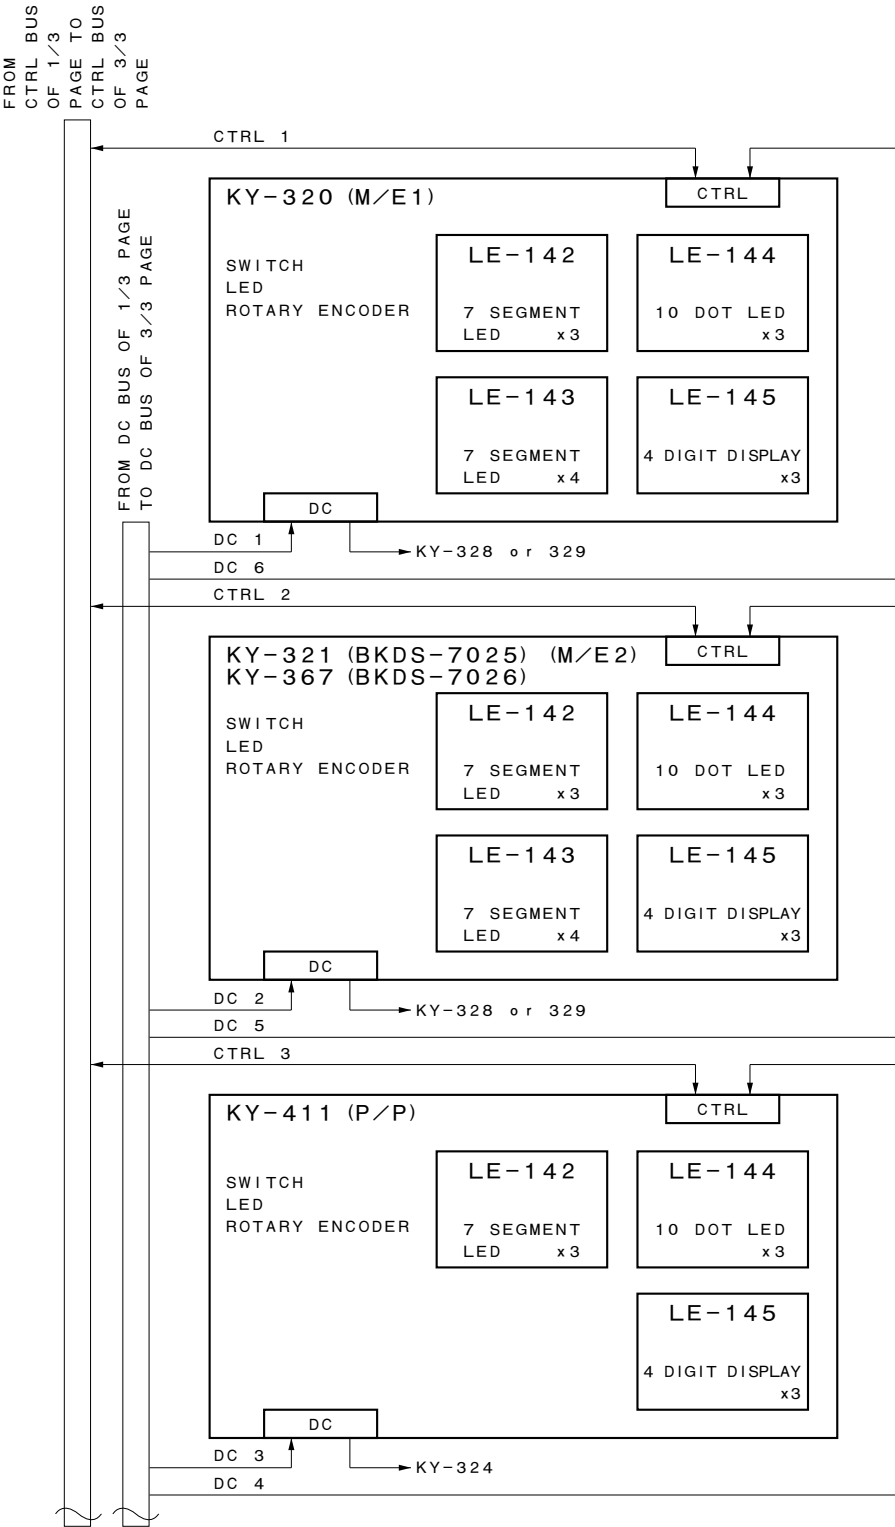 FROM
CTRL BUS
OF 1/3
PAGE TO
CTRL BUS
OF 3/3
PAGE
FROM DC BUS OF 1/3 PAGE
TO DC BUS OF 3/3 PAGE
CTRL 1
KY-320 (M/E1)
CTRL
SWITCH
LED
ROTARY ENCODER
LE-142
7 SEGMENT
LED x3
LE-144
10 DOT LED
x3
LE-143
7 SEGMENT
LED x4
LE-145
4 DIGIT DISPLAY
x3
DC
DC 1
KY-328 or 329
DC 6
CTRL 2
KY-321 (BKDS-7025) (M/E2)
KY-367 (BKDS-7026)
CTRL
SWITCH
LED
ROTARY ENCODER
LE-142
7 SEGMENT
LED x3
LE-144
10 DOT LED
x3
LE-143
7 SEGMENT
LED x4
LE-145
4 DIGIT DISPLAY
x3
DC
DC 2
KY-328 or 329
DC 5
CTRL 3
KY-411 (P/P)
CTRL
SWITCH
LED
ROTARY ENCODER
LE-142
7 SEGMENT
LED x3
LE-144
10 DOT LED
x3
LE-145
4 DIGIT DISPLAY
x3
DC
DC 3
KY-324
DC 4